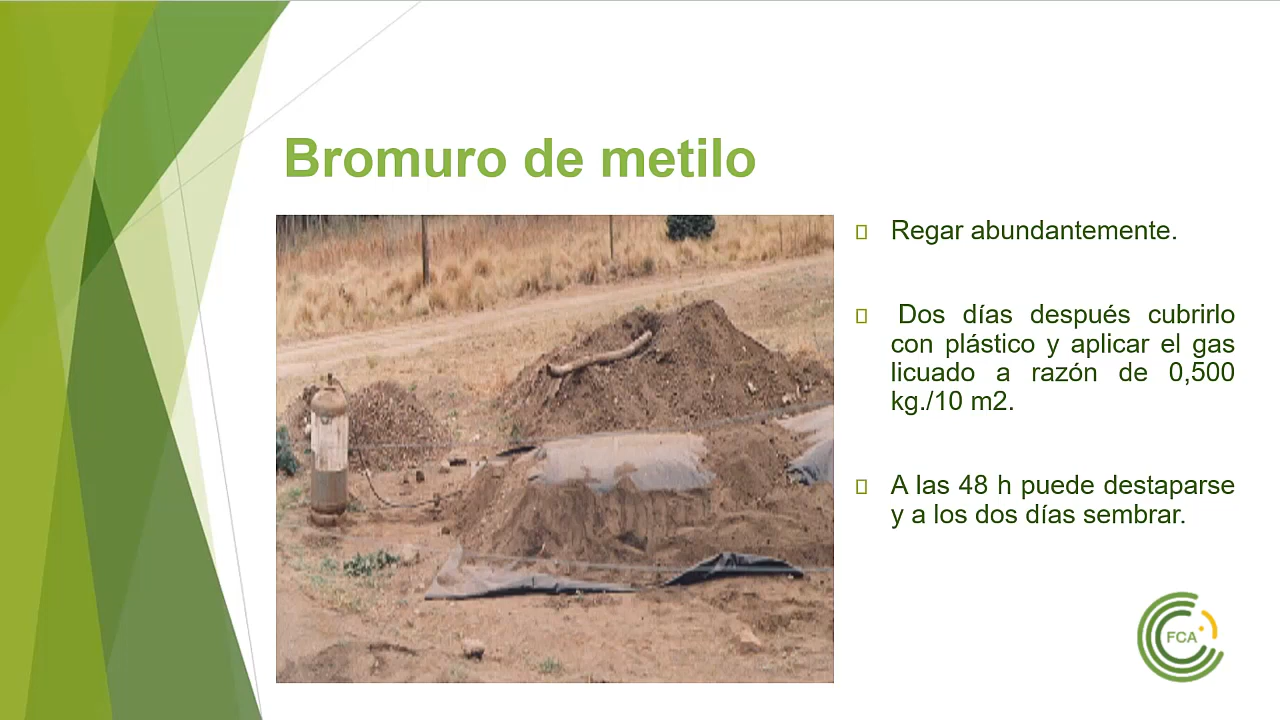 Bromuro de metilo
Regar abundantemente.
Dos días después cubrirlo
con plástico y aplicar el gas
licuado a razón de 0,500
kg./10 m2.
A las 48 h puede destaparse
y a los dos días sembrar.
FCA